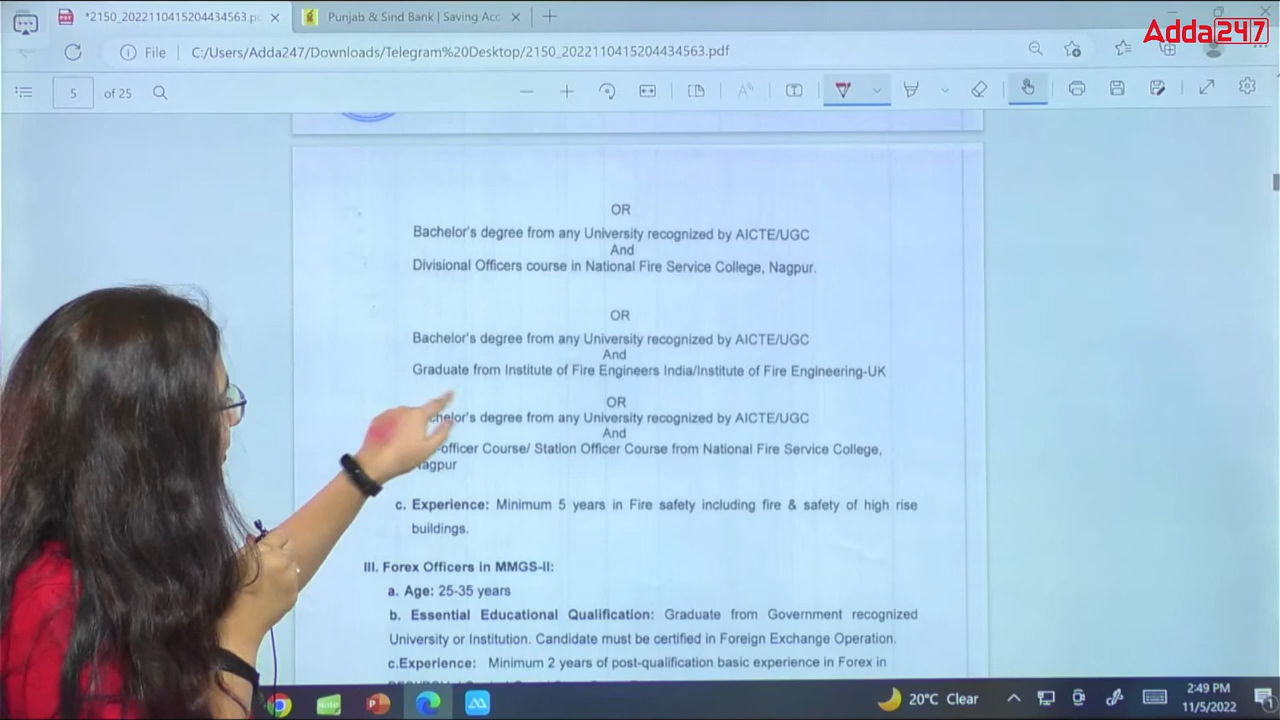 *2150_2022110415204434563.pd
Punjab & Sind Bank | Saving Acc
Adda247
File
C:/Users/Adda247/Downloads/Telegram%20Desktop/2150_2022110415204434563.pdf
5 of 25
OR
Bachelor's degree from any University recognized by AICTE/UGC
And
Divisional Officers course in National Fire Service College, Nagpur.
OR
Bachelor's degree from any University recognized by AICTE/UGC
And
Graduate from Institute of Fire Engineers India/Institute of Fire Engineering-UK
OR
chelor's degree from any University recognized by AICTE/UGC
And
-officer Course/ Station Officer Course from National Fire Service College,
agpur
c. Experience: Minimum 5 years in Fire safety including fire & safety of high rise
buildings.
III. Forex Officers in MMGS-II:
a. Age: 25-35 years
b. Essential Educational Qualification: Graduate from Government recognized
University or Institution. Candidate must be certified in Foreign Exchange Operation.
c.Experience: Minimum 2 years of post-qualification basic experience in Forex in
20°C Clear
2:49 PM
11/5/2022